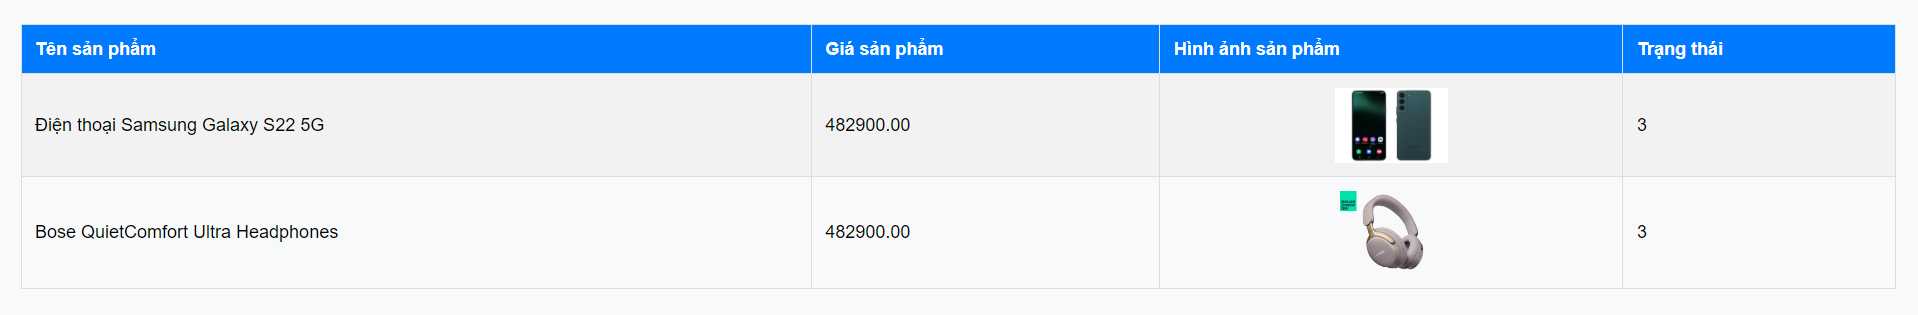 Tên sản phẩm Giá sản phẩm Hình ảnh sản phẩm Trạng thái
Điện thoại Samsung Galaxy S22 5G 482900.00 3
Bose QuietComfort Ultra Headphones 482900.00 3